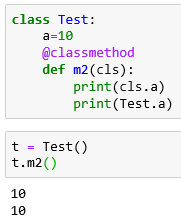 class Test:
    a=10
    @classmethod
    def m2(cls):
        print(cls.a)
        print(Test.a)
t = Test()
t.m2()
10
10